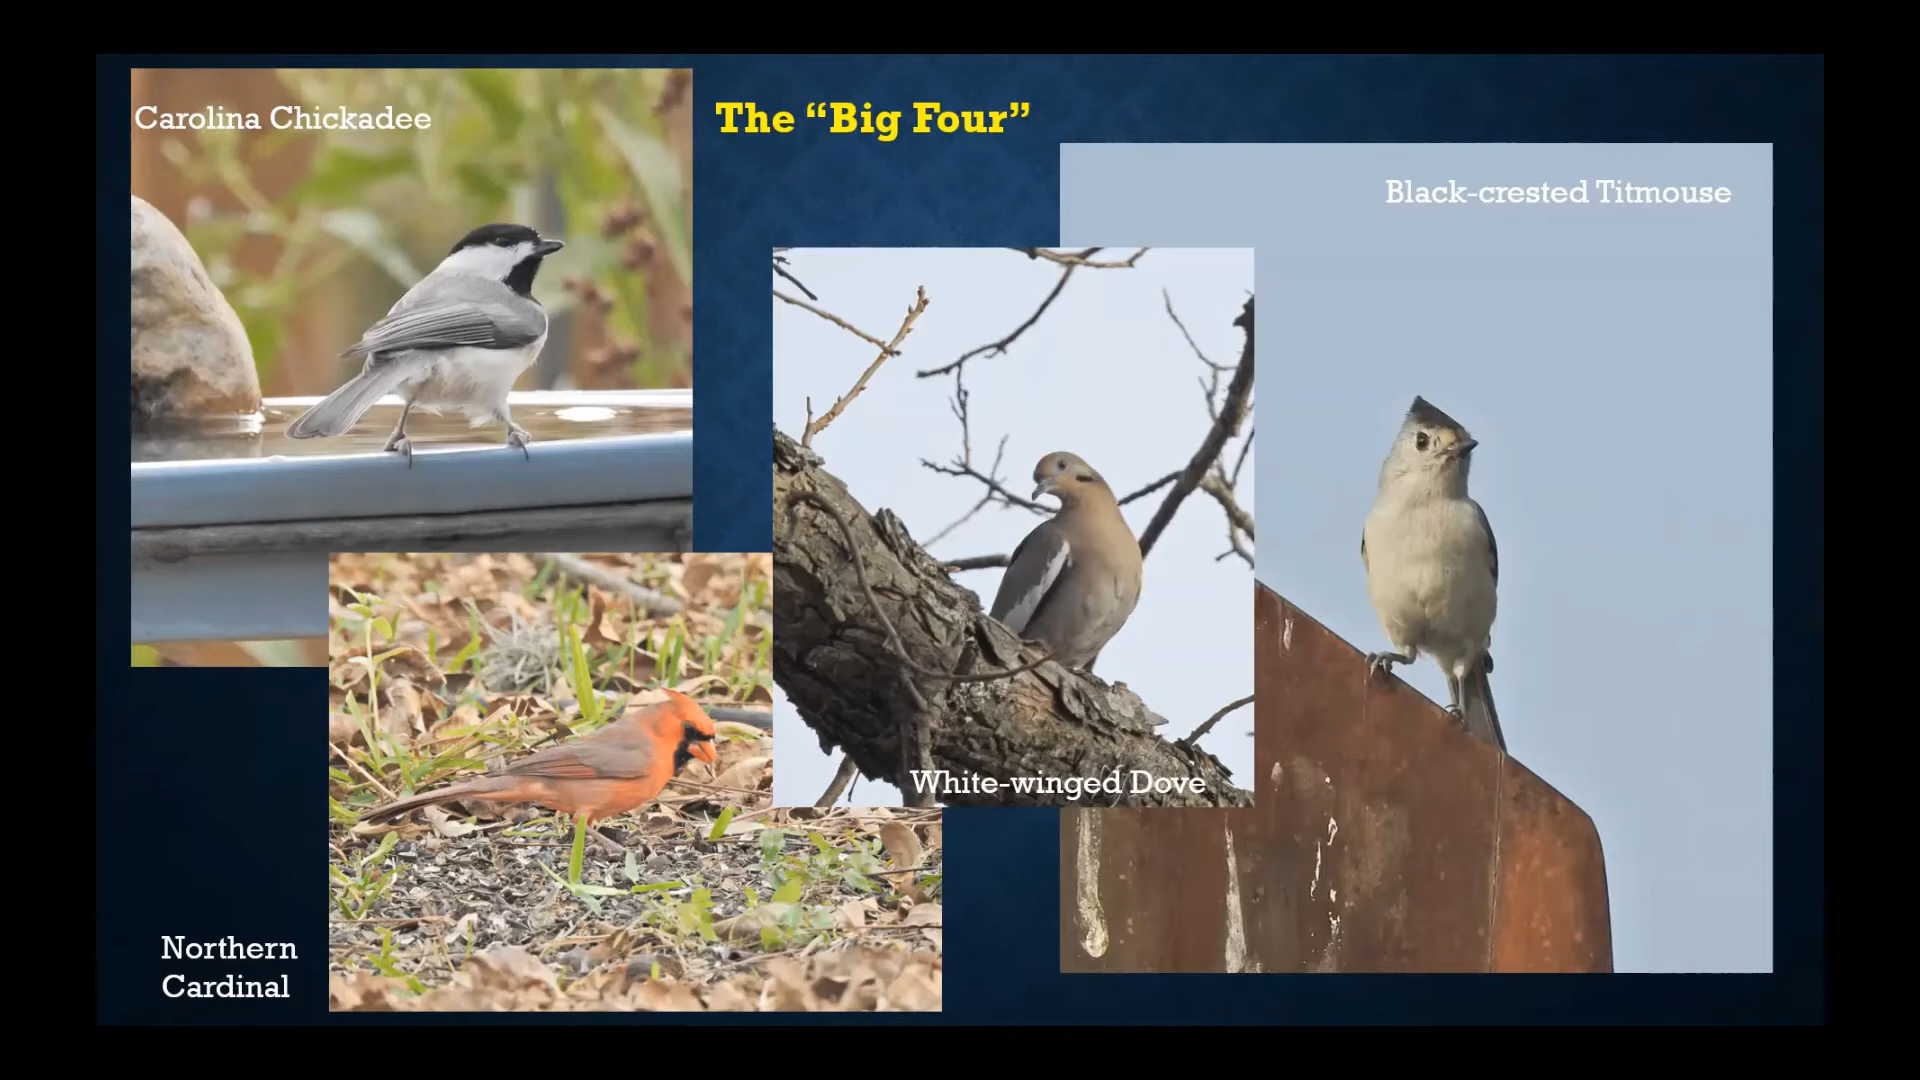 Carolina Chickadee
The “Big Four”
Black-crested Titmouse
White-winged Dove
Northern
Cardinal